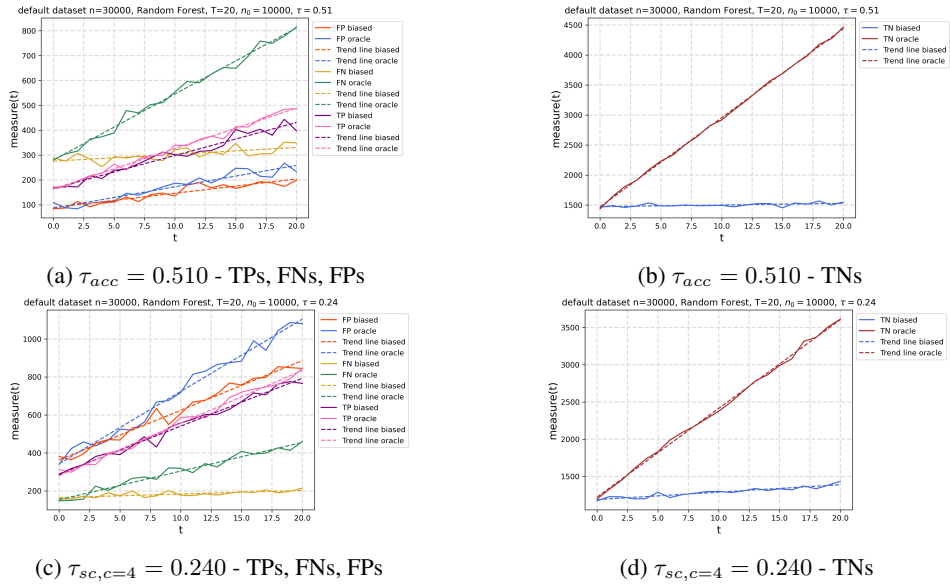 default dataset n=30000, Random Forest, T=20, n₀ = 10000, τ = 0.51
measure(t)
800
700
600
500
400
300
200
100
0.0 2.5 5.0 7.5 10.0 12.5 15.0 17.5 20.0
t
FP biased
FP oracle
Trend line biased
Trend line oracle
FN biased
FN oracle
Trend line biased
Trend line oracle
TP biased
TP oracle
Trend line biased
Trend line oracle
(a) τ_acc = 0.510 - TPs, FNs, FPs
default dataset n=30000, Random Forest, T=20, n₀ = 10000, τ = 0.51
measure(t)
4500
4000
3500
3000
2500
2000
1500
0.0 2.5 5.0 7.5 10.0 12.5 15.0 17.5 20.0
t
TN biased
TN oracle
Trend line biased
Trend line oracle
(b) τ_acc = 0.510 - TNs
default dataset n=30000, Random Forest, T=20, n₀ = 10000, τ = 0.24
measure(t)
1000
800
600
400
200
0.0 2.5 5.0 7.5 10.0 12.5 15.0 17.5 20.0
t
FP biased
FP oracle
Trend line biased
Trend line oracle
FN biased
FN oracle
Trend line biased
Trend line oracle
TP biased
TP oracle
Trend line biased
Trend line oracle
(c) τ_sc,c=4 = 0.240 - TPs, FNs, FPs
default dataset n=30000, Random Forest, T=20, n₀ = 10000, τ = 0.24
measure(t)
3500
3000
2500
2000
1500
0.0 2.5 5.0 7.5 10.0 12.5 15.0 17.5 20.0
t
TN biased
TN oracle
Trend line biased
Trend line oracle
(d) τ_sc,c=4 = 0.240 - TNs